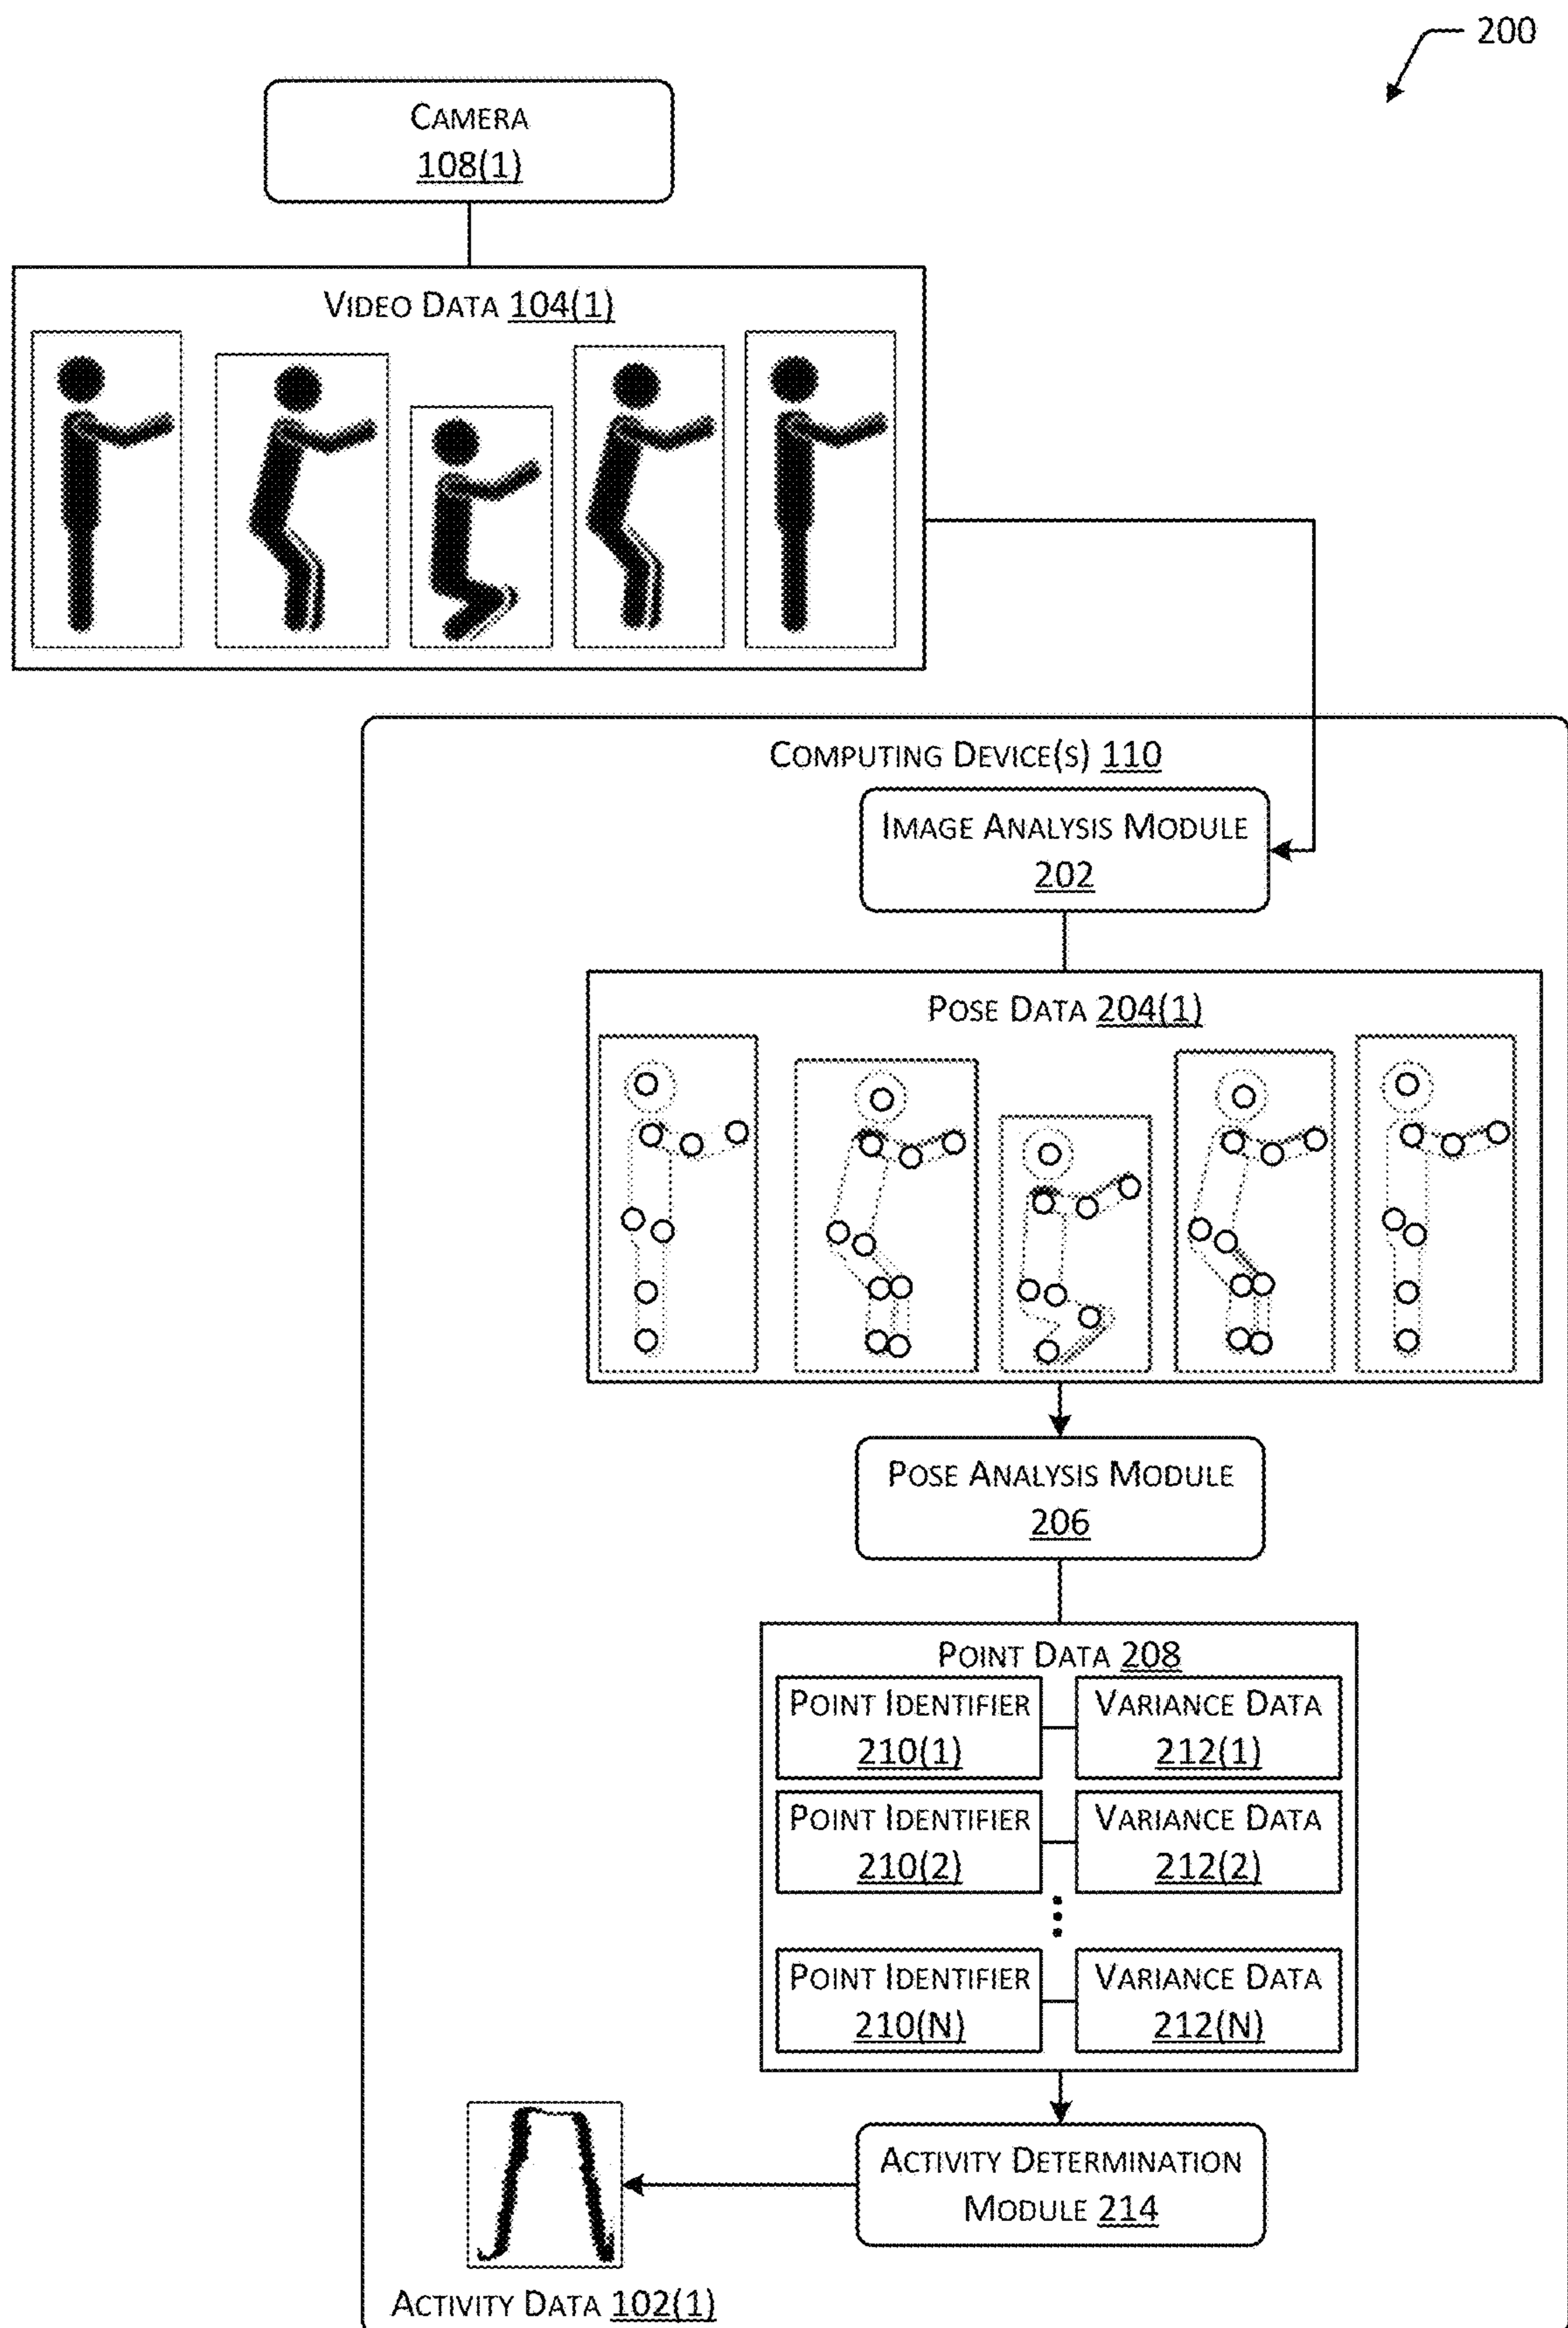 200
CAMERA
108(1)
VIDEO DATA 104(1)
COMPUTING DEVICE(S) 110
IMAGE ANALYSIS MODULE
202
POSE DATA 204(1)
POSE ANALYSIS MODULE
206
POINT DATA 208
POINT IDENTIFIER
210(1)
VARIANCE DATA
212(1)
POINT IDENTIFIER
210(2)
VARIANCE DATA
212(2)
POINT IDENTIFIER
210(N)
VARIANCE DATA
212(N)
ACTIVITY DETERMINATION
MODULE 214
ACTIVITY DATA 102(1)